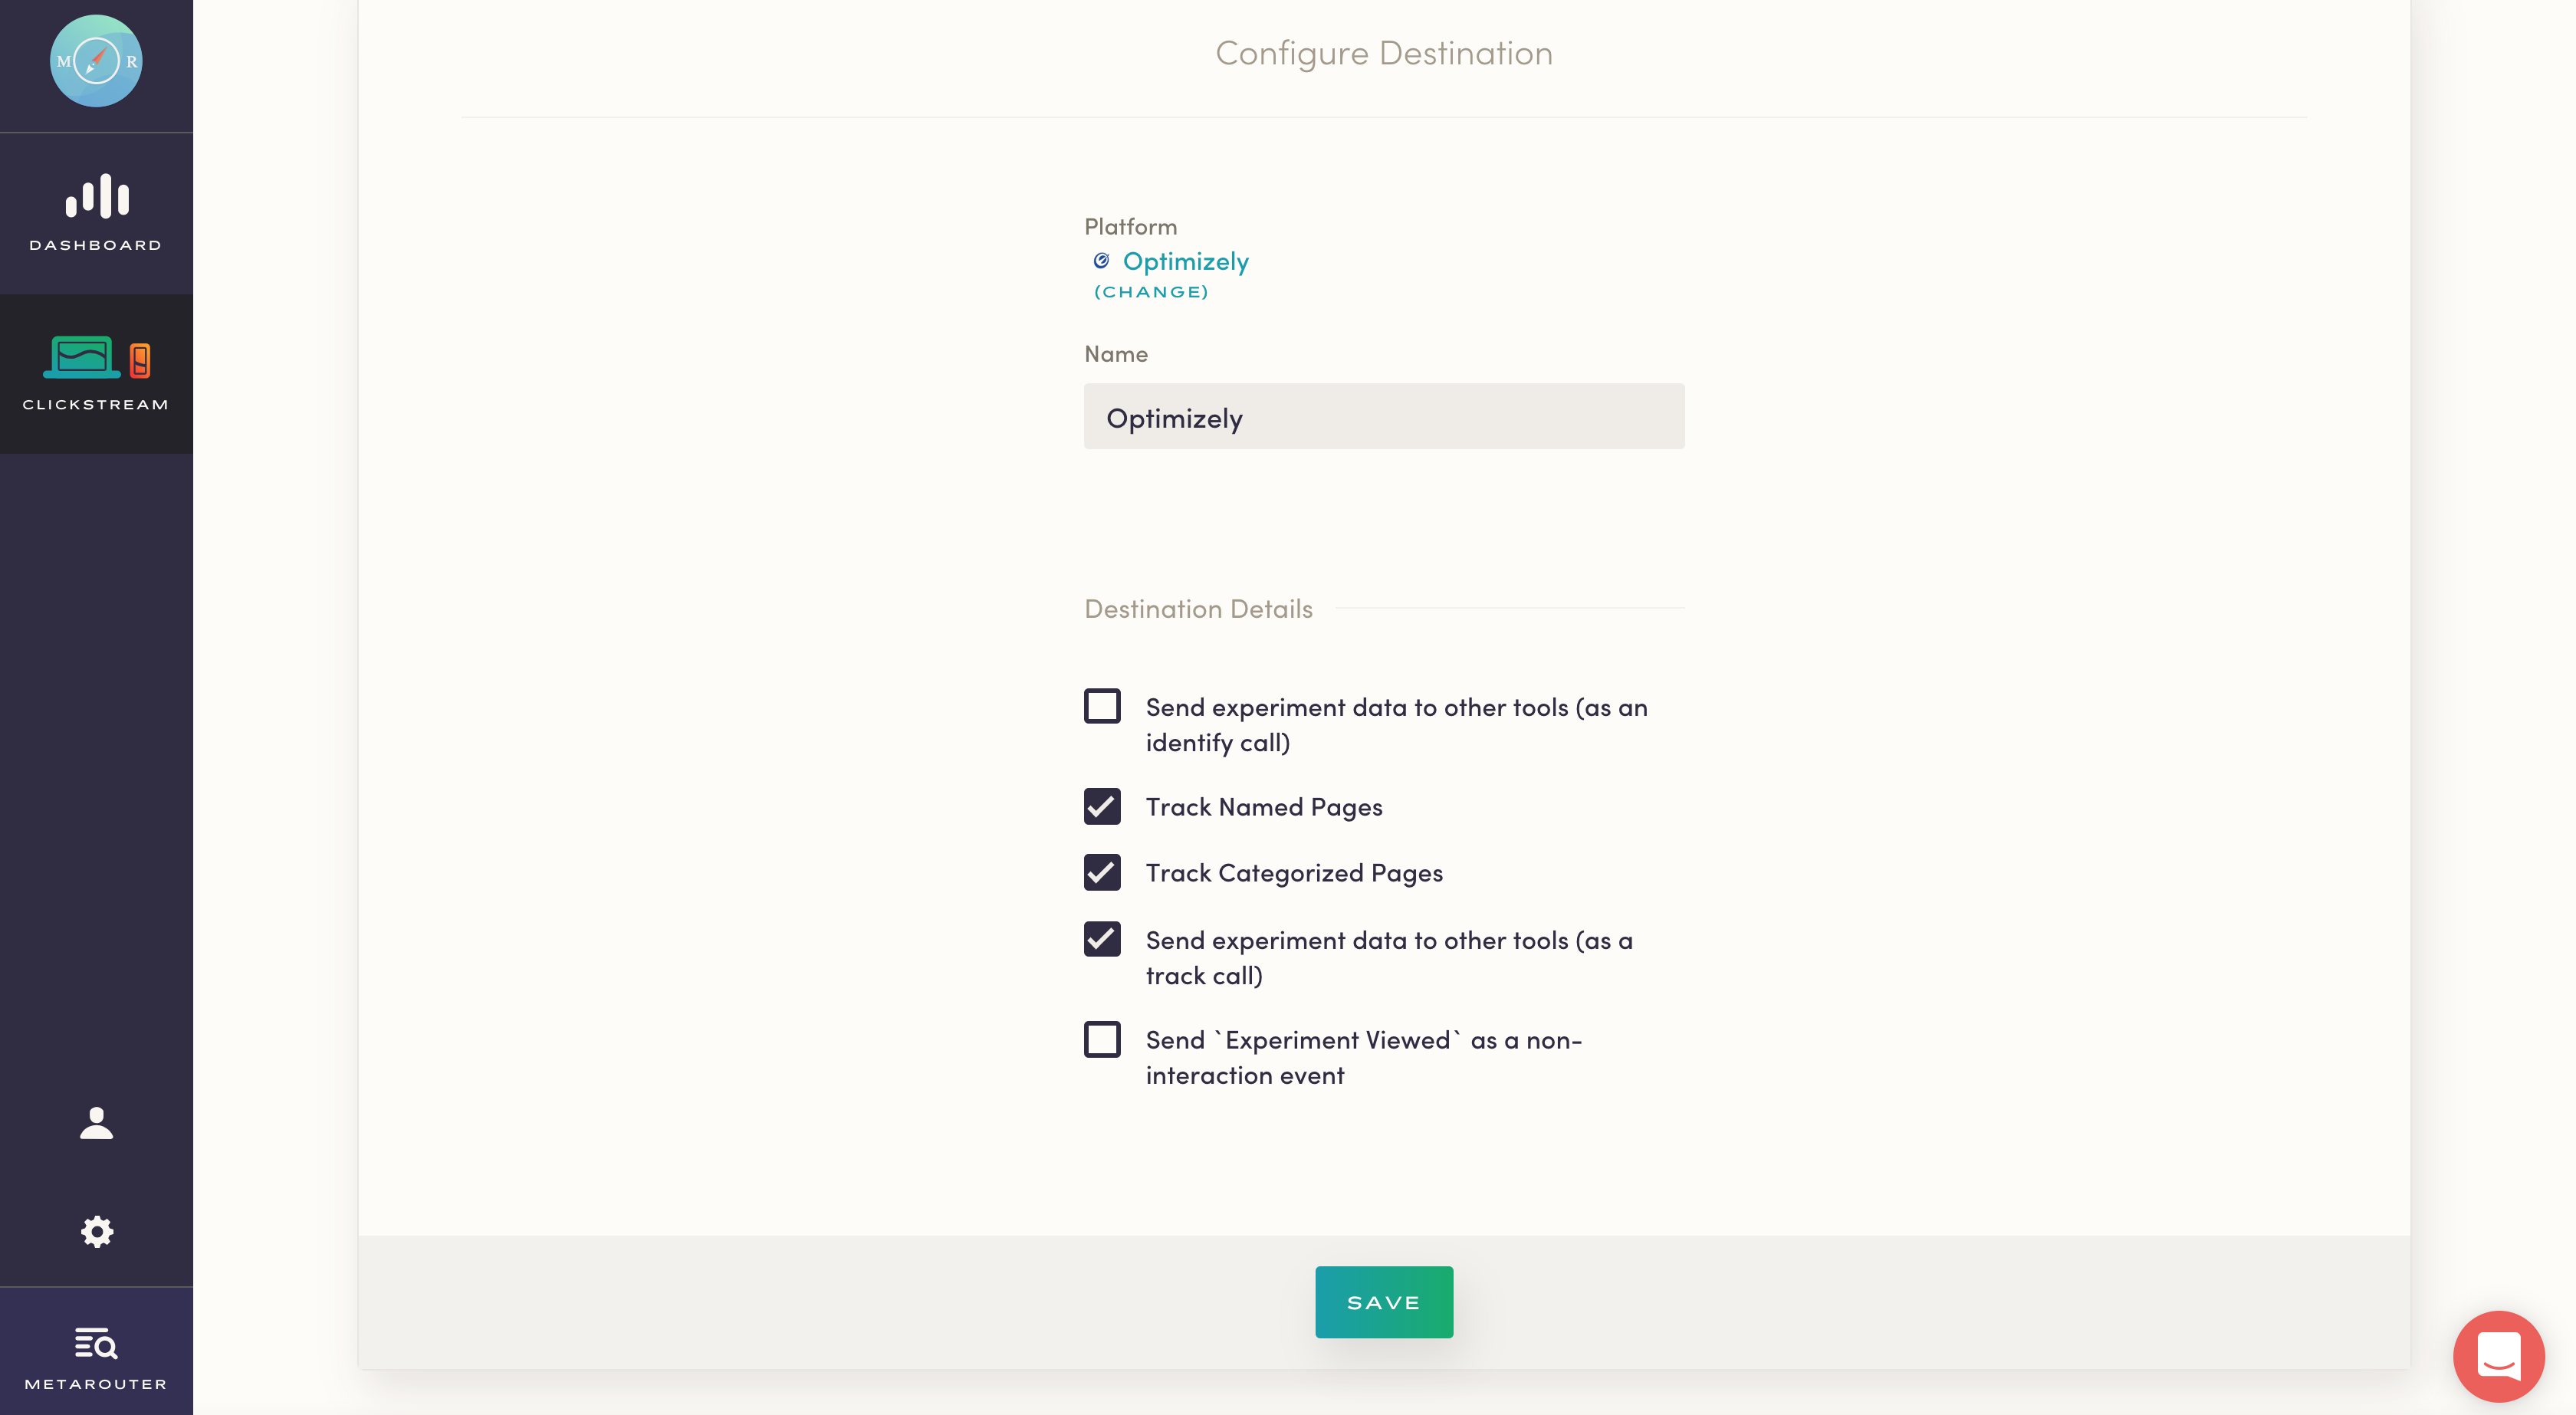 M R
Configure Destination
DASHBOARD
Platform
Optimizely
(CHANGE)
Name
CLICKSTREAM
Optimizely
Destination Details
Send experiment data to other tools (as an
identify call)
Track Named Pages
Track Categorized Pages
Send experiment data to other tools (as a
track call)
Send `Experiment Viewed` as a non-
interaction event
SAVE
METAROUTER